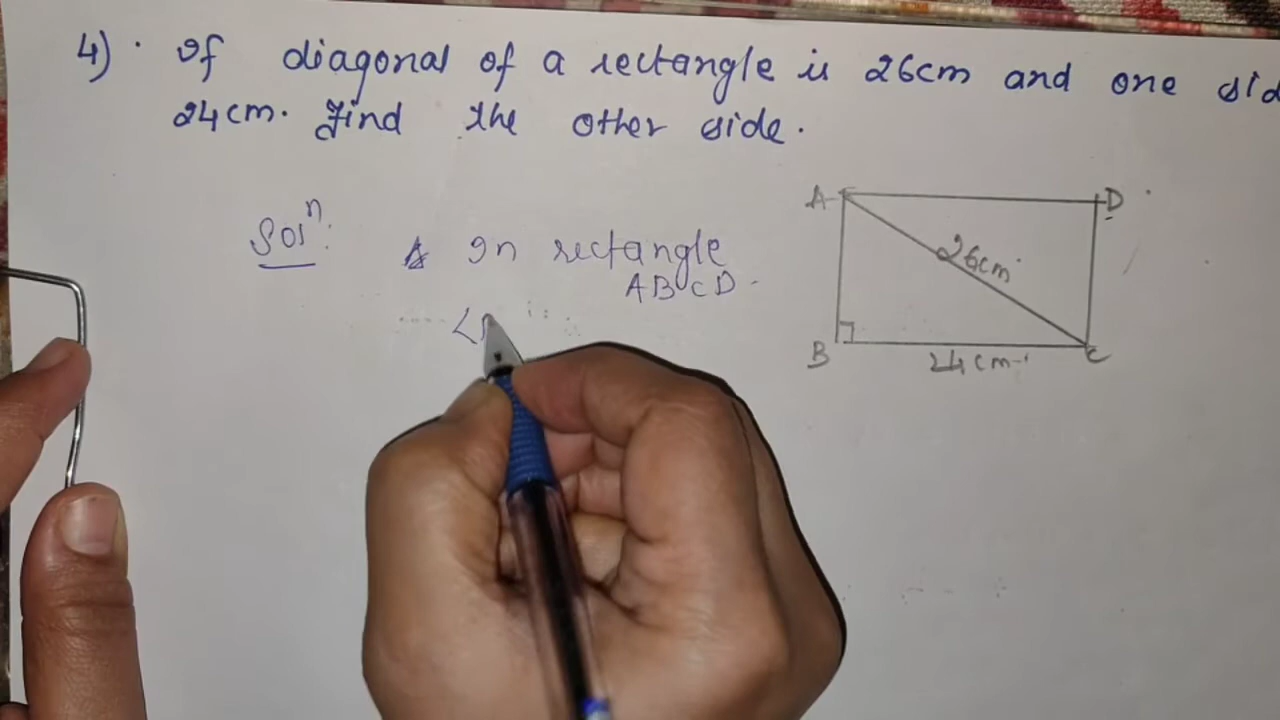 4). If diagonal of a rectangle is 26cm and one sid
24cm. Find the other side.
Solⁿ:
In rectangle
ABCD.
∠
A
D
26cm
B
24cm
C